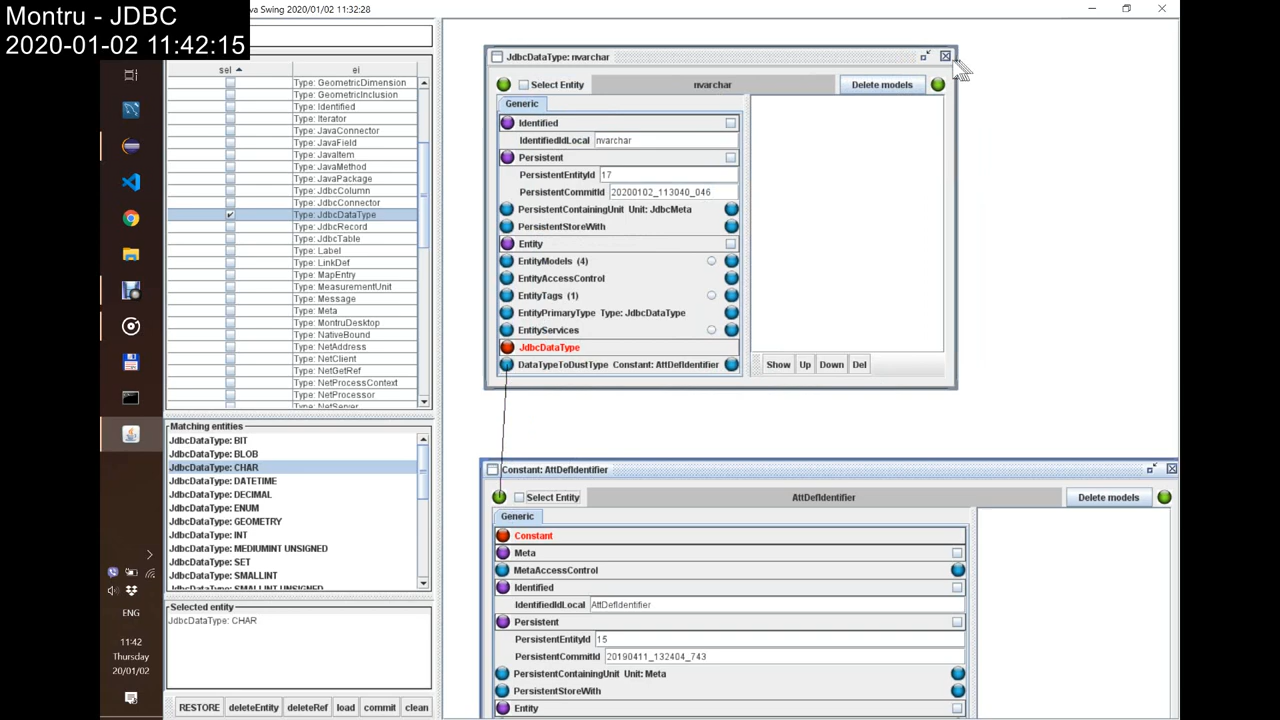 Montru - JDBC
2020-01-02 11:42:15
va Swing 2020/01/02 11:32:28
sel
el
Type: GeometricDimension
Type: GeometricInclusion
Type: Identified
Type: Iterator
Type: JavaConnector
Type: JavaField
Type: JavaItem
Type: JavaMethod
Type: JavaPackage
Type: JdbcColumn
Type: JdbcConnector
Type: JdbcDataType
Type: JdbcRecord
Type: JdbcTable
Type: Label
Type: LinkDef
Type: MapEntry
Type: MeasurementUnit
Type: Message
Type: Meta
Type: MontruDesktop
Type: NativeBound
Type: NetAddress
Type: NetClient
Type: NetGetRef
Type: NetProcessContext
Type: NetProcessor
Type: NetServer
Matching entities
JdbcDataType: BIT
JdbcDataType: BLOB
JdbcDataType: CHAR
JdbcDataType: DATETIME
JdbcDataType: DECIMAL
JdbcDataType: ENUM
JdbcDataType: GEOMETRY
JdbcDataType: INT
JdbcDataType: MEDIUMINT UNSIGNED
JdbcDataType: SET
JdbcDataType: SMALLINT
JdbcDataType: SMALLINT UNSIGNED
Selected entity
JdbcDataType: CHAR
RESTORE deleteEntity deleteRef load commit clean
ENG
11:42
Thursday
20/01/02
JdbcDataType: nvarchar
Select Entity nvarchar Delete models
Generic
Identified
IdentifiedIdLocal nvarchar
Persistent
PersistentEntityId 17
PersistentCommitId 20200102_113040_046
PersistentContainingUnit Unit: JdbcMeta
PersistentStoreWith
Entity
EntityModels (4)
EntityAccessControl
EntityTags (1)
EntityPrimaryType Type: JdbcDataType
EntityServices
JdbcDataType
DataTypeToDustType Constant: AttDefIdentifier
Show Up Down Del
Constant: AttDefIdentifier
Select Entity AttDefIdentifier Delete models
Generic
Constant
Meta
MetaAccessControl
Identified
IdentifiedIdLocal AttDefIdentifier
Persistent
PersistentEntityId 15
PersistentCommitId 20190411_132404_743
PersistentContainingUnit Unit: Meta
PersistentStoreWith
Entity